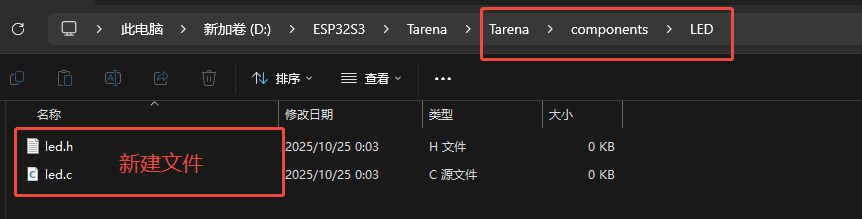 此电脑 > 新加卷 (D:) > ESP32S3 > Tarena > Tarena > components > LED
排序 查看 •••
名称 修改日期 类型 大小
led.h 2025/10/25 0:03 H 文件 0 KB
新建文件
led.c 2025/10/25 0:03 C 源文件 0 KB